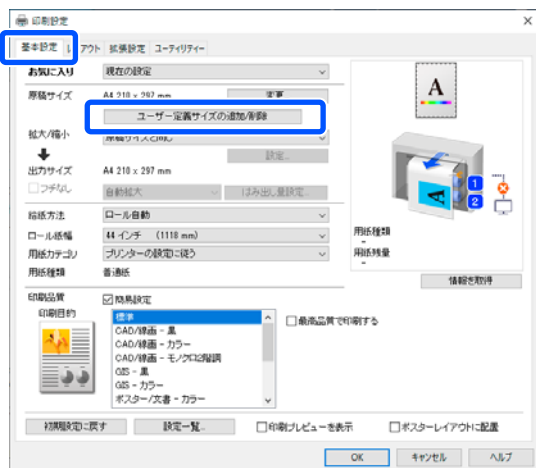 印刷設定
基本設定 レイアウト 拡張設定 ユーティリティー
お気に入り 現在の設定
原稿サイズ A4 210 x 297 mm 変更
ユーザー定義サイズの追加/削除
拡大/縮小 原稿サイズと同じ
設定...
出力サイズ A4 210 x 297 mm
フチなし 自動拡大 はみ出し量設定...
給紙方法 ロール自動
ロール紙幅 44 インチ (1118 mm)
用紙カテゴリ プリンターの設定に従う
用紙種類 普通紙
A
A
1
2
用紙種類
-
用紙残量
-
情報を取得
印刷品質 簡易設定
印刷目的 標準
CAD/線画 - 黒
CAD/線画 - カラー
CAD/線画 - モノクロ2階調
GIS - 黒
GIS - カラー
ポスター/文書 - カラー
最高品質で印刷する
初期設定に戻す 設定一覧... 印刷プレビューを表示 ポスターレイアウトに配置
OK キャンセル ヘルプ